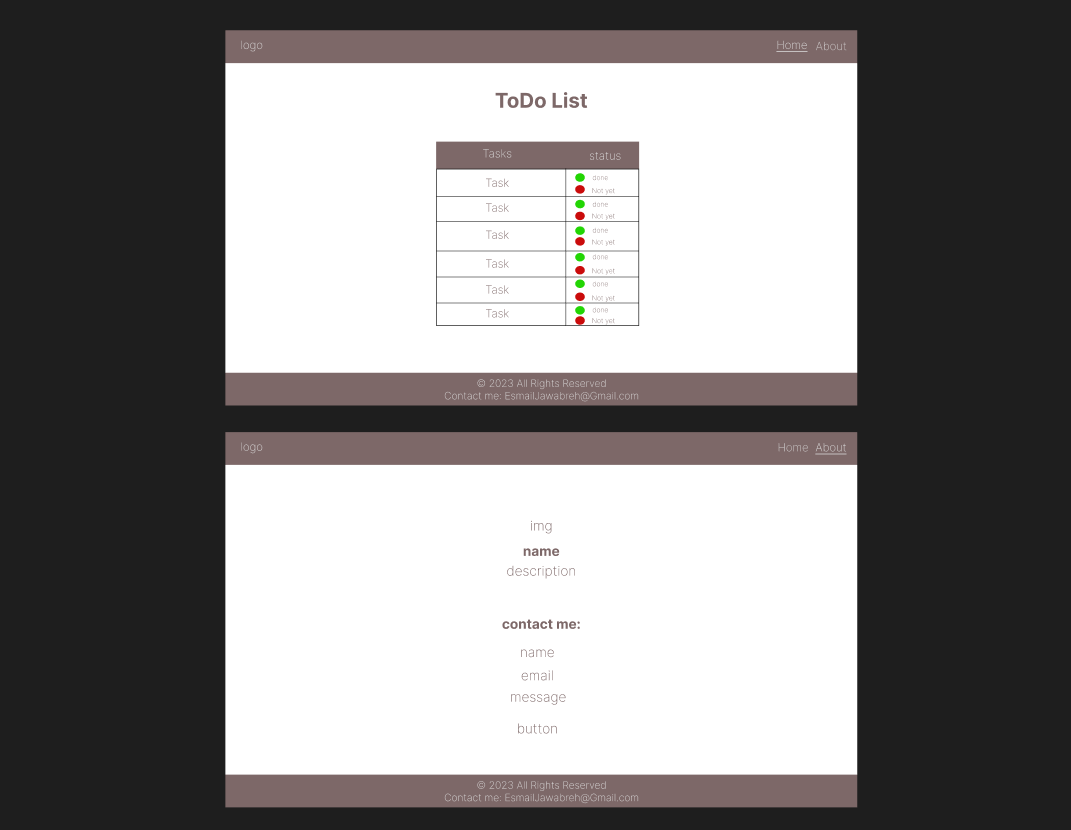 logo Home About
ToDo List
Tasks status
Task done
Not yet
Task done
Not yet
Task done
Not yet
Task done
Not yet
Task done
Not yet
Task done
Not yet
© 2023 All Rights Reserved
Contact me: EsmailJawabreh@Gmail.com
logo Home About
img
name
description
contact me:
name
email
message
button
© 2023 All Rights Reserved
Contact me: EsmailJawabreh@Gmail.com